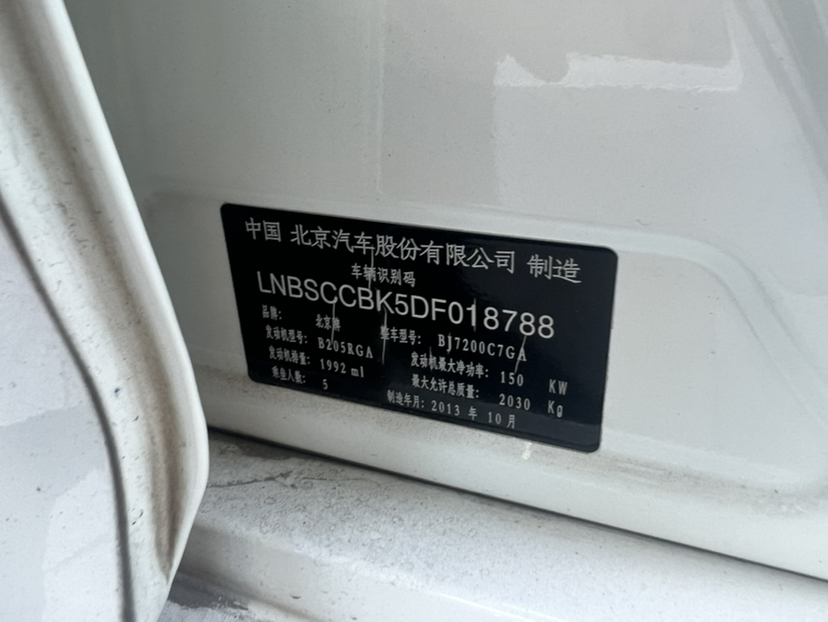 中国 北京汽车股份有限公司 制造
车辆识别码
LNBSCCBK5DF018788
品牌： 北京牌 整车型号： BJ7200C7GA
发动机型号： B205RGA 发动机最大净功率： 150 KW
发动机排量： 1992 ml 最大允许总质量： 2030 Kg
乘坐人数： 5 制造年月： 2013 年 10 月